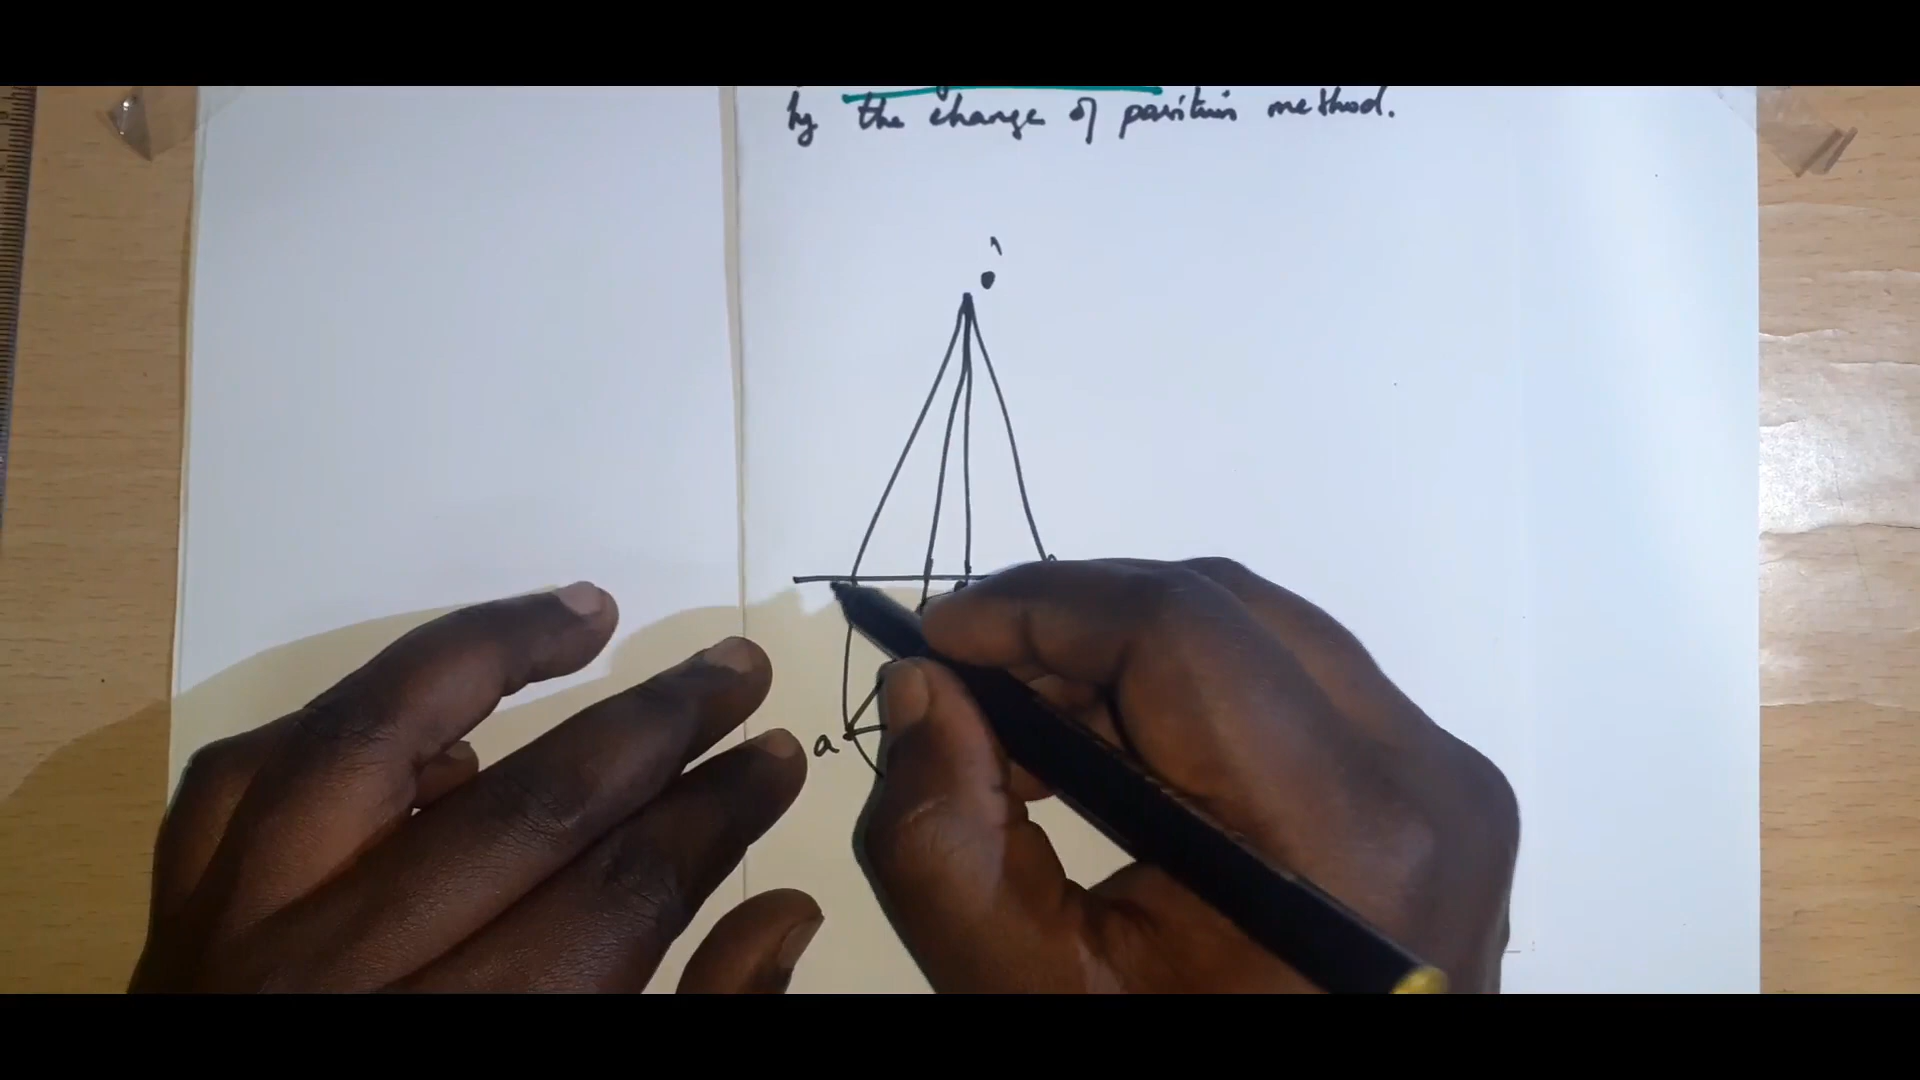 by the change of position method.
o'
a